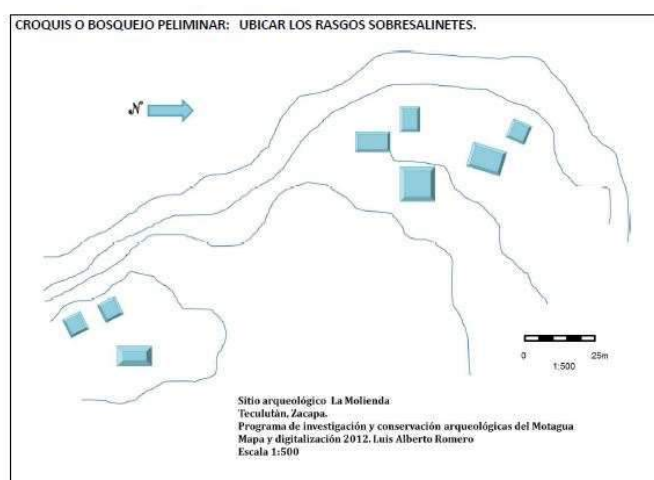 CROQUIS O BOSQUEJO PELIMINAR: UBICAR LOS RASGOS SOBRESALINETES.
N
0 25m
1:500
Sitio arqueológico La Molienda
Teculután, Zacapa.
Programa de investigación y conservación arqueológicas del Motagua
Mapa y digitalización 2012. Luis Alberto Romero
Escala 1:500